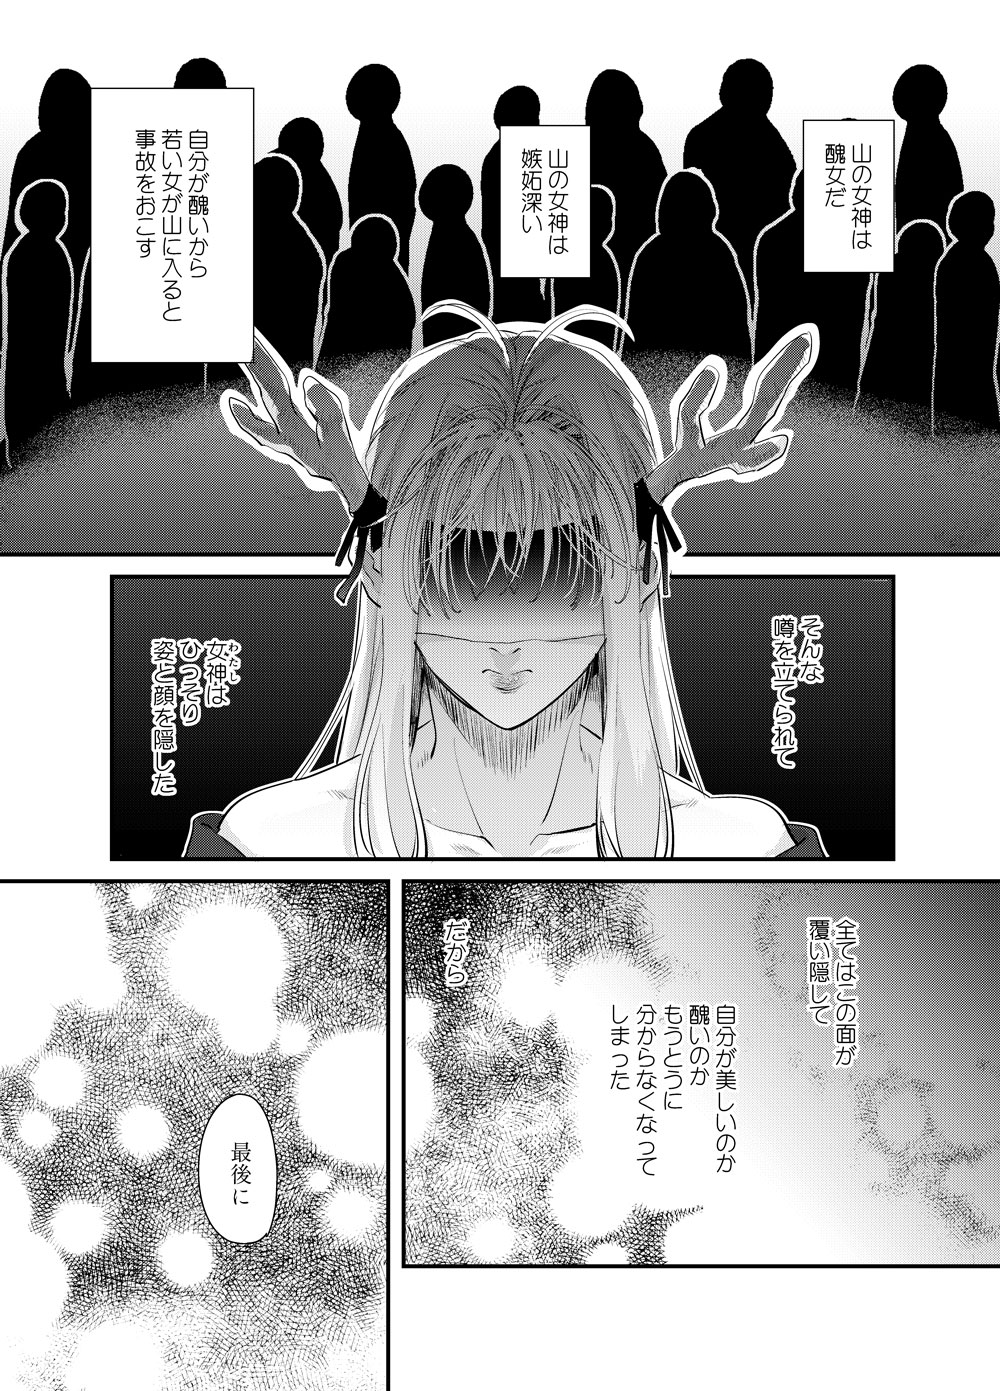 山の女神は
醜女だ
山の女神は
嫉妬深い
自分が醜いから
若い女が山に入ると
事故をおこす
そんな
噂を立てられて
女神は
わたし
ひっそり
姿と顔を隠した
全てはこの面が
覆い隠して
自分が美しいのか
醜いのか
もうとうに
分からなくなって
しまった
だから
最後に